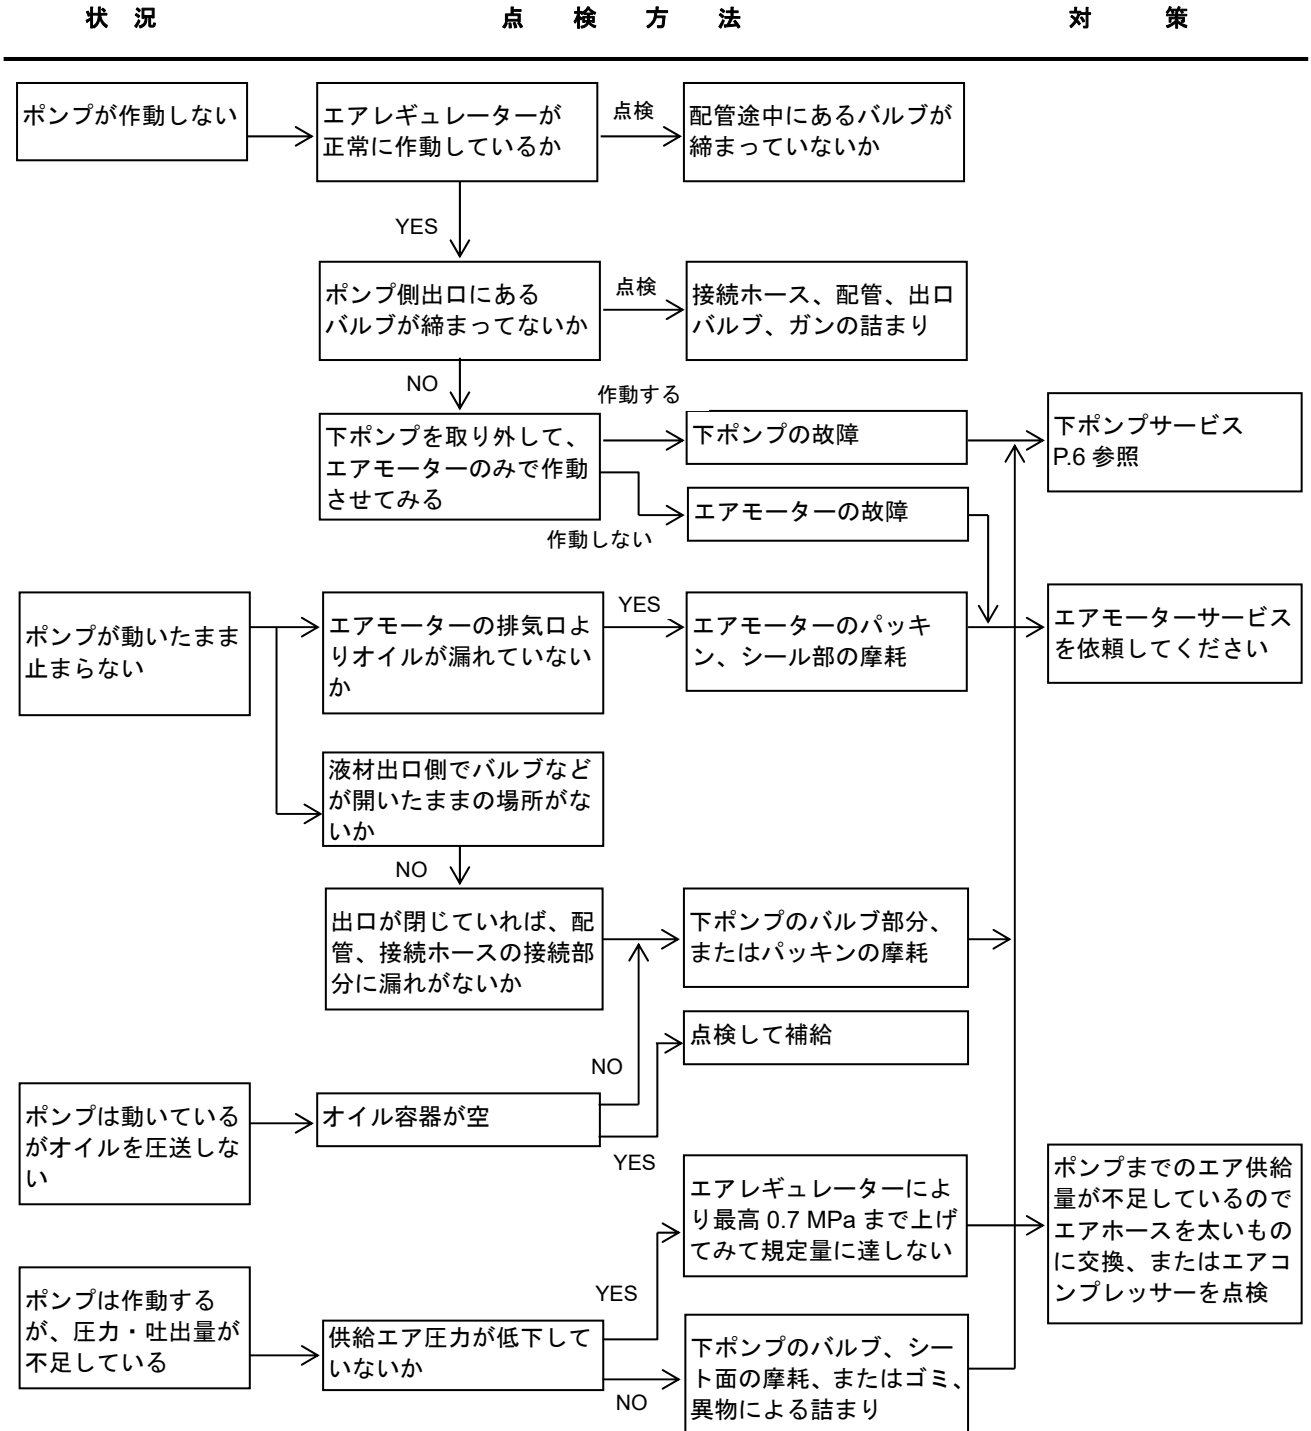 状 況 点 検 方 法 対 策
ポンプが作動しない
エアレギュレーターが
正常に作動しているか
点検
配管途中にあるバルブが
締まっていないか
YES
ポンプ側出口にある
バルブが締まってないか
点検
接続ホース、配管、出口
バルブ、ガンの詰まり
NO
下ポンプを取り外して、
エアモーターのみで作動
させてみる
作動する
下ポンプの故障
下ポンプサービス
P.6 参照
作動しない
エアモーターの故障
ポンプが動いたまま
止まらない
エアモーターの排気口よ
りオイルが漏れていない
か
YES
エアモーターのパッキ
ン、シール部の摩耗
エアモーターサービス
を依頼してください
液材出口側でバルブなど
が開いたままの場所がな
いか
NO
出口が閉じていれば、配
管、接続ホースの接続部
分に漏れがないか
下ポンプのバルブ部分、
またはパッキンの摩耗
ポンプは動いている
がオイルを圧送しな
い
オイル容器が空
NO
YES
点検して補給
ポンプは作動する
が、圧力・吐出量が
不足している
供給エア圧力が低下して
いないか
YES
エアレギュレーターによ
り最高 0.7 MPa まで上げ
てみて規定量に達しない
ポンプまでのエア供給
量が不足しているので
エアホースを太いもの
に交換、またはエアコ
ンプレッサーを点検
NO
下ポンプのバルブ、シー
ト面の摩耗、またはゴミ、
異物による詰まり